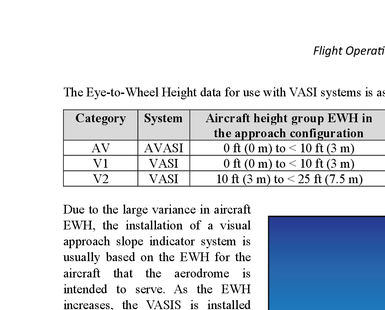 Flight Operati
The Eye-to-Wheel Height data for use with VASI systems is as
Category System Aircraft height group EWH in
the approach configuration
AV AVASI 0 ft (0 m) to < 10 ft (3 m)
V1 VASI 0 ft (0 m) to < 10 ft (3 m)
V2 VASI 10 ft (3 m) to < 25 ft (7.5 m)
Due to the large variance in aircraft
EWH, the installation of a visual
approach slope indicator system is
usually based on the EWH for the
aircraft that the aerodrome is
intended to serve. As the EWH
increases, the VASIS is installed